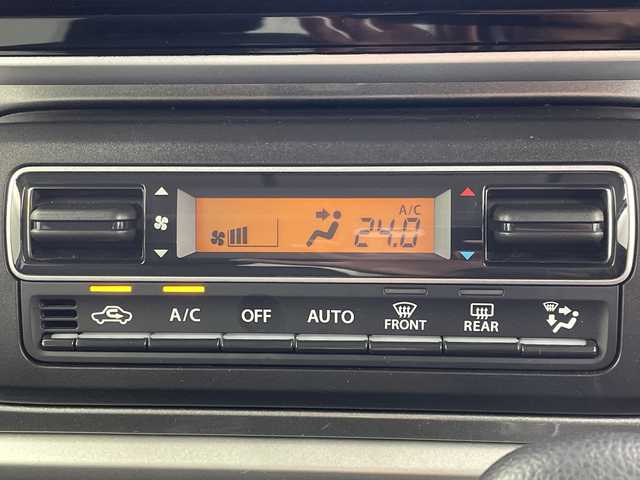 A/C
24.0
A/C
OFF
AUTO
FRONT
REAR